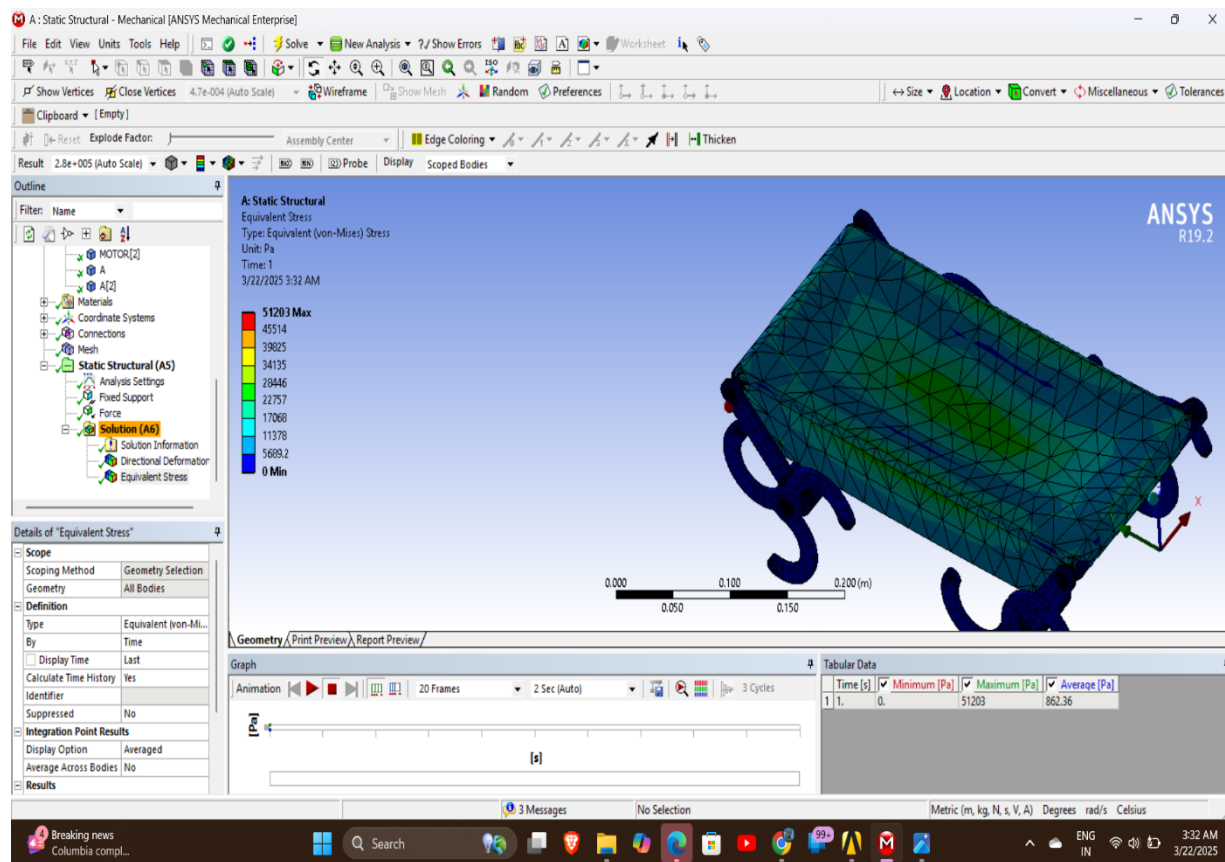 A : Static Structural - Mechanical [ANSYS Mechanical Enterprise]
File Edit View Units Tools Help Solve New Analysis ?/ Show Errors Worksheet
Show Vertices Close Vertices 4.7e-004 (Auto Scale) Wireframe Show Mesh Random Preferences Size Location Convert Miscellaneous Tolerances
Clipboard [Empty]
Reset Explode Factor: Assembly Center Edge Coloring Thicken
Result 2.8e+005 (Auto Scale) Probe Display Scoped Bodies
Outline
Filter: Name
MOTOR[2]
A
A[2]
Materials
Coordinate Systems
Connections
Mesh
Static Structural (A5)
Analysis Settings
Fixed Support
Force
Solution (A6)
Solution Information
Directional Deformation
Equivalent Stress
Details of "Equivalent Stress"
Scope
Scoping Method Geometry Selection
Geometry All Bodies
Definition
Type Equivalent (von-Mi...
By Time
Display Time Last
Calculate Time History Yes
Identifier
Suppressed No
Integration Point Results
Display Option Averaged
Average Across Bodies No
Results
A: Static Structural
Equivalent Stress
Type: Equivalent (von-Mises) Stress
Unit: Pa
Time: 1
3/22/2025 3:32 AM
51203 Max
45514
39825
34135
28446
22757
17068
11378
5689.2
0 Min
ANSYS
R19.2
X
0.000 0.100 0.200 (m)
0.050 0.150
Geometry Print Preview Report Preview
Graph
Animation 20 Frames 2 Sec (Auto) 3 Cycles
[Pa]
[s]
Tabular Data
Time [s] Minimum [Pa] Maximum [Pa] Average [Pa]
1 1. 0. 51203 862.36
3 Messages No Selection Metric (m, kg, N, s, V, A) Degrees rad/s Celsius
4 Breaking news
Columbia compl...
Search
99+
ENG
IN
3:32 AM
3/22/2025